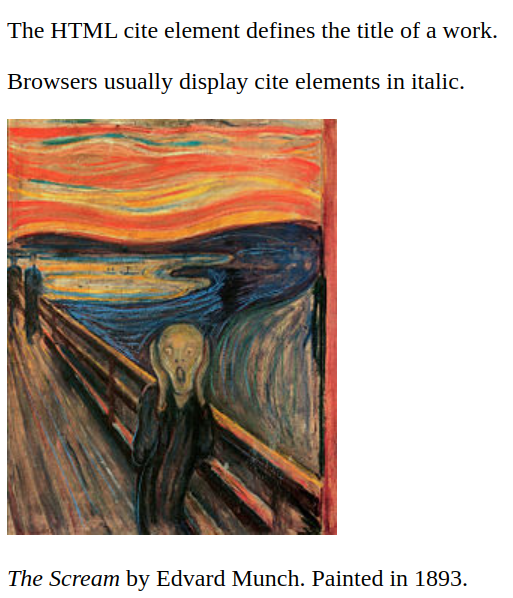 The HTML cite element defines the title of a work.
Browsers usually display cite elements in italic.
The Scream by Edvard Munch. Painted in 1893.